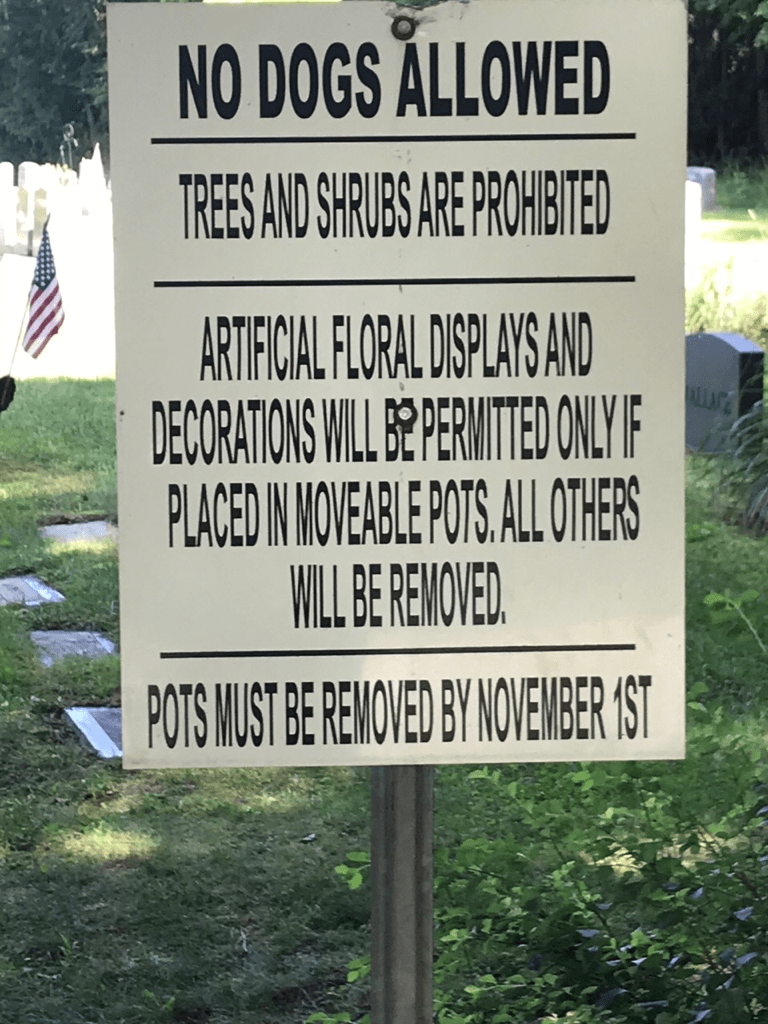 NO DOGS ALLOWED
TREES AND SHRUBS ARE PROHIBITED
ARTIFICIAL FLORAL DISPLAYS AND
DECORATIONS WILL BE PERMITTED ONLY IF
PLACED IN MOVEABLE POTS. ALL OTHERS
WILL BE REMOVED.
POTS MUST BE REMOVED BY NOVEMBER 1ST